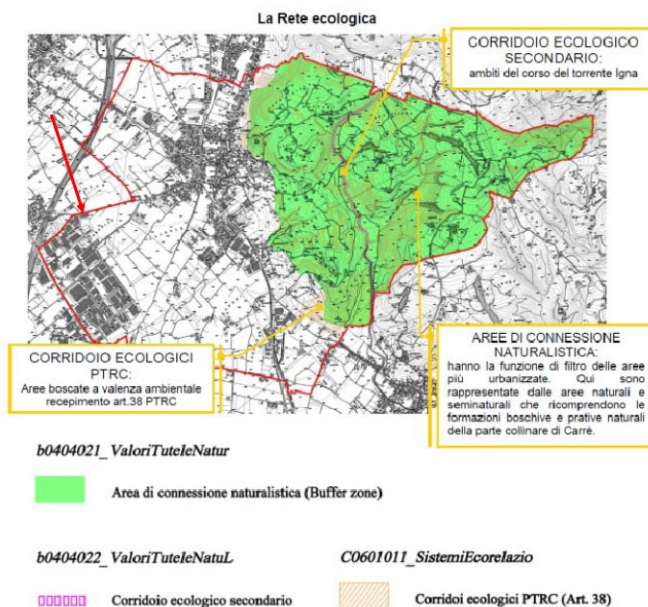 La Rete ecologica
CORRIDOIO ECOLOGICO
SECONDARIO:
ambiti del corso del torrente Igna
CORRIDOIO ECOLOGICI
PTRC:
Aree boscate a valenza ambientale
recepimento art.38 PTRC
AREE DI CONNESSIONE
NATURALISTICA:
hanno la funzione di filtro delle aree
più urbanizzate. Qui sono
rappresentate dalle aree naturali e
seminaturali che ricomprendono le
formazioni boschive e prative naturali
della parte collinare di Carrè.
b0404021_ValoriTuteleNatur
Area di connessione naturalistica (Buffer zone)
b0404022_ValoriTuteleNatuL
C0601011_SistemiEcorelazio
Corridoio ecologico secondario
Corridoi ecologici PTRC (Art. 38)